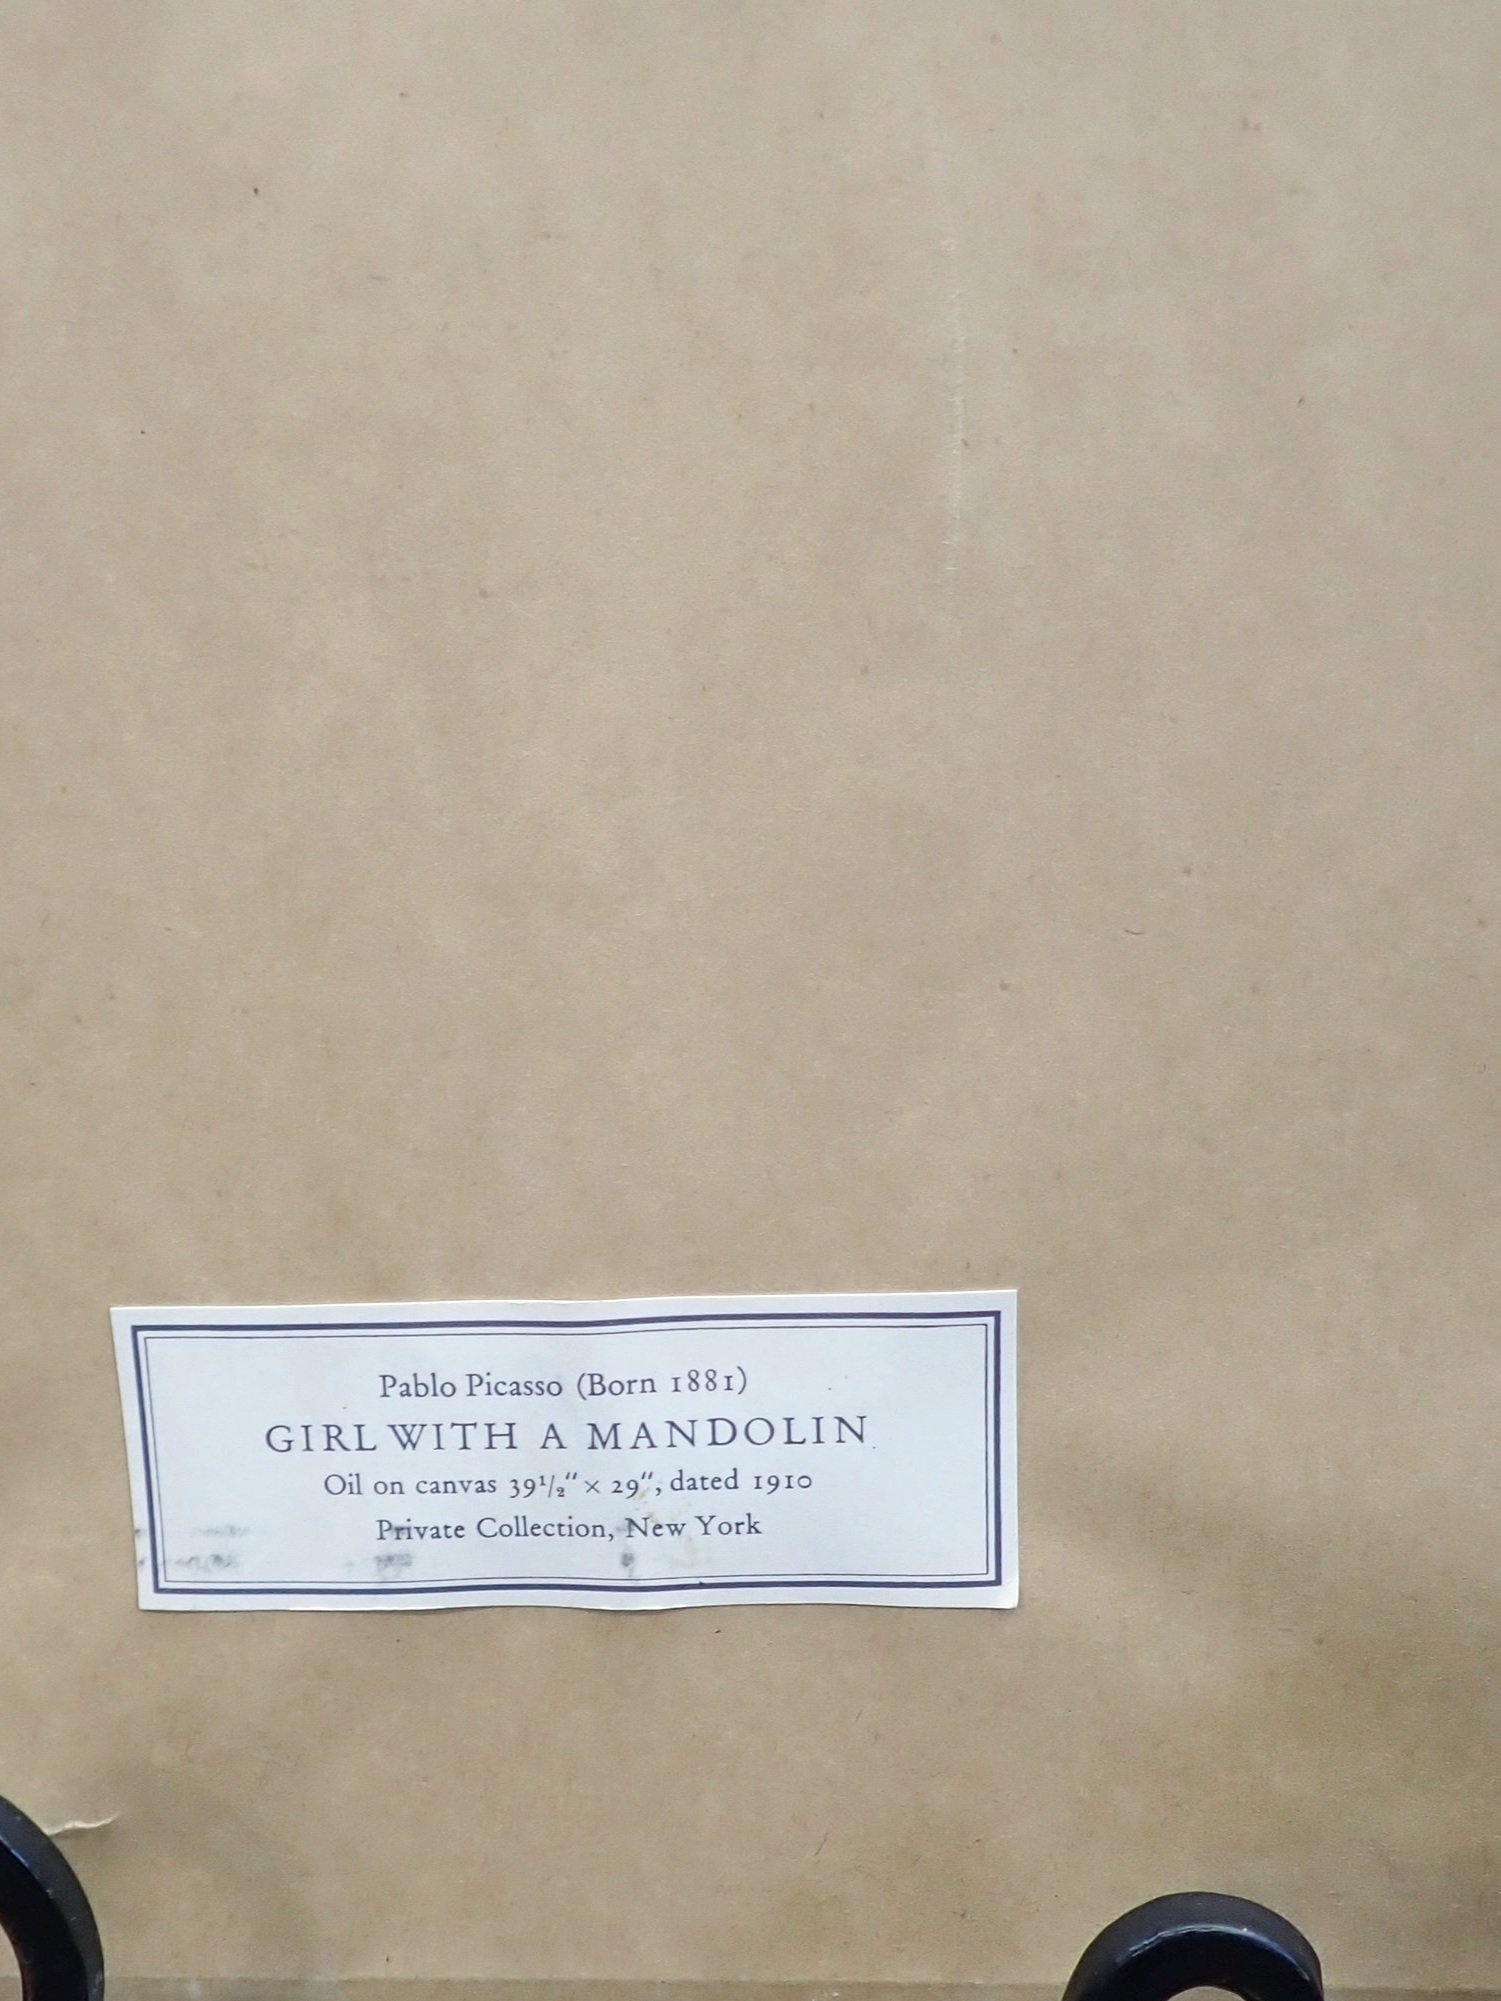 Pablo Picasso (Born 1881)
GIRL WITH A MANDOLIN
Oil on canvas 39½" × 29", dated 1910
Private Collection, New York